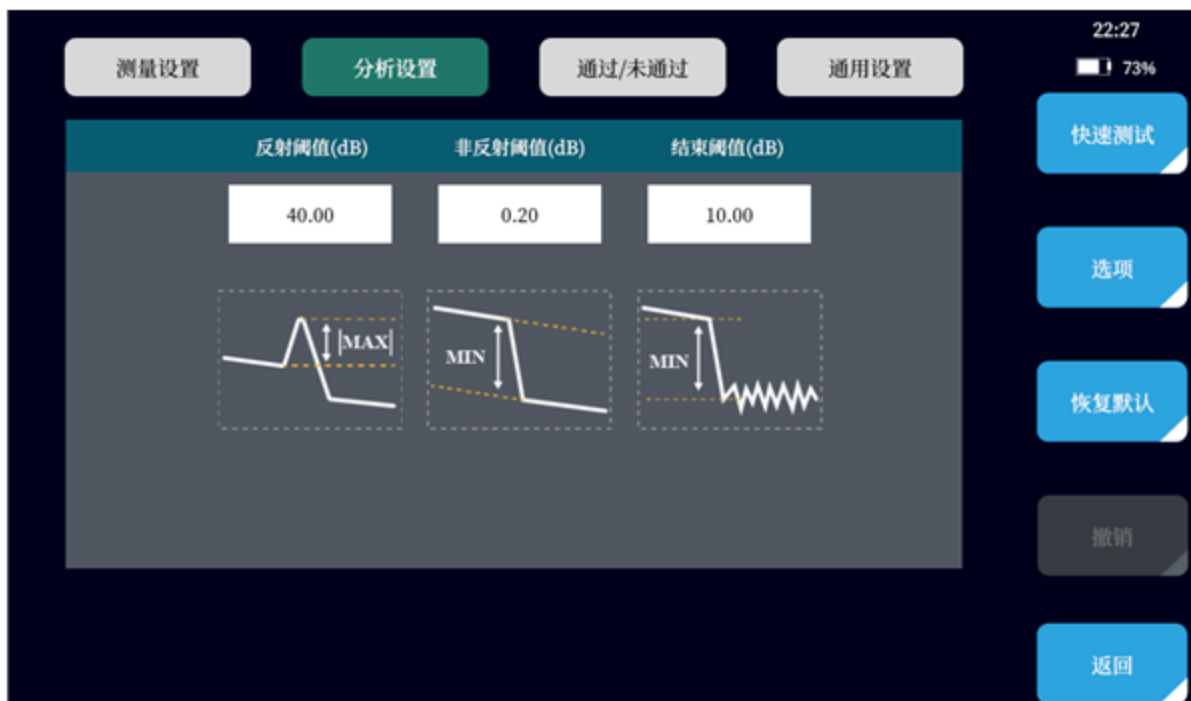 22:27
73%
测量设置
分析设置
通过/未通过
通用设置
反射阈值(dB)
非反射阈值(dB)
结束阈值(dB)
40.00
0.20
10.00
|MAX|
MIN
MIN
快速测试
选项
恢复默认
撤销
返回